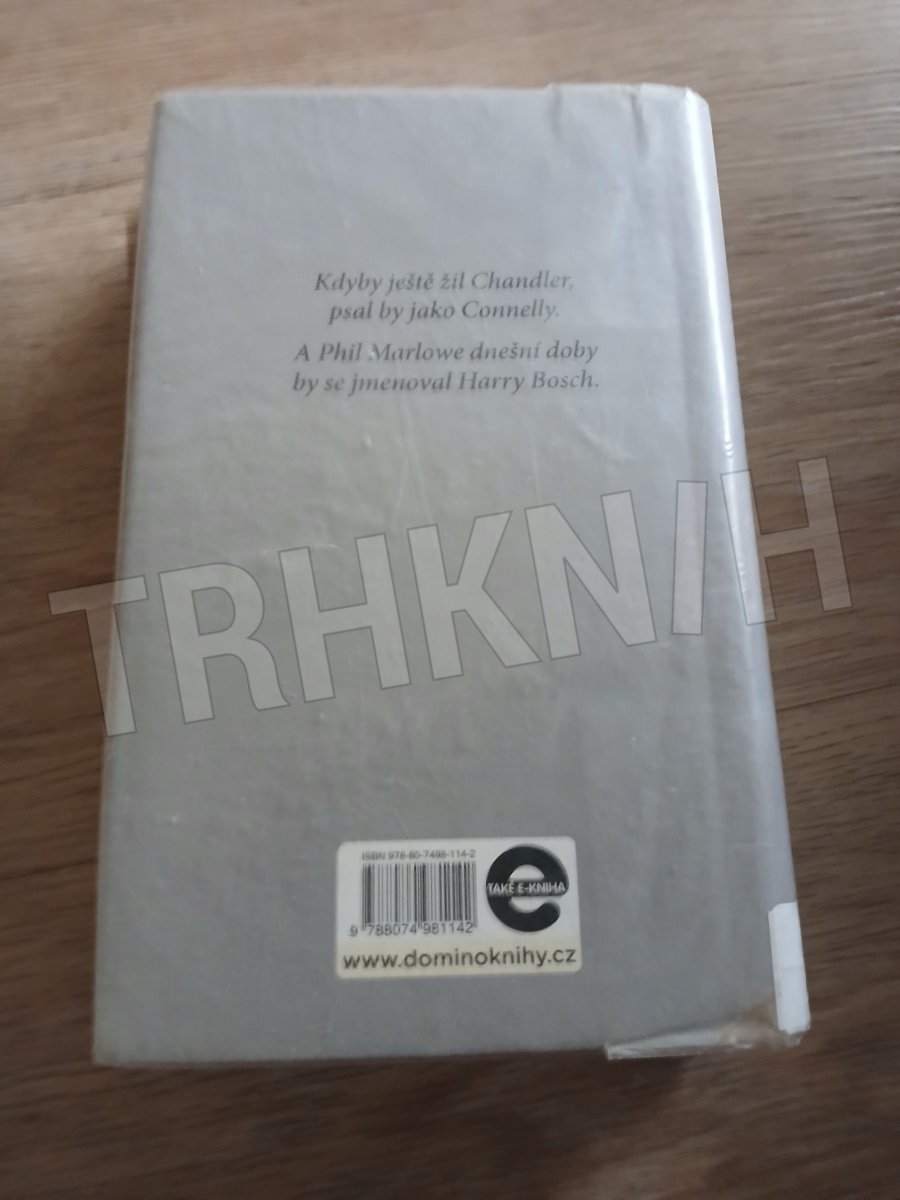 Kdyby ještě žil Chandler,
psal by jako Connelly.
A Phil Marlowe dnešní doby
by se jmenoval Harry Bosch.
TRHKNIH
ISBN 978-80-7498-114-2
TAKÉ E-KNIHA
9 788074 981142
www.dominoknihy.cz